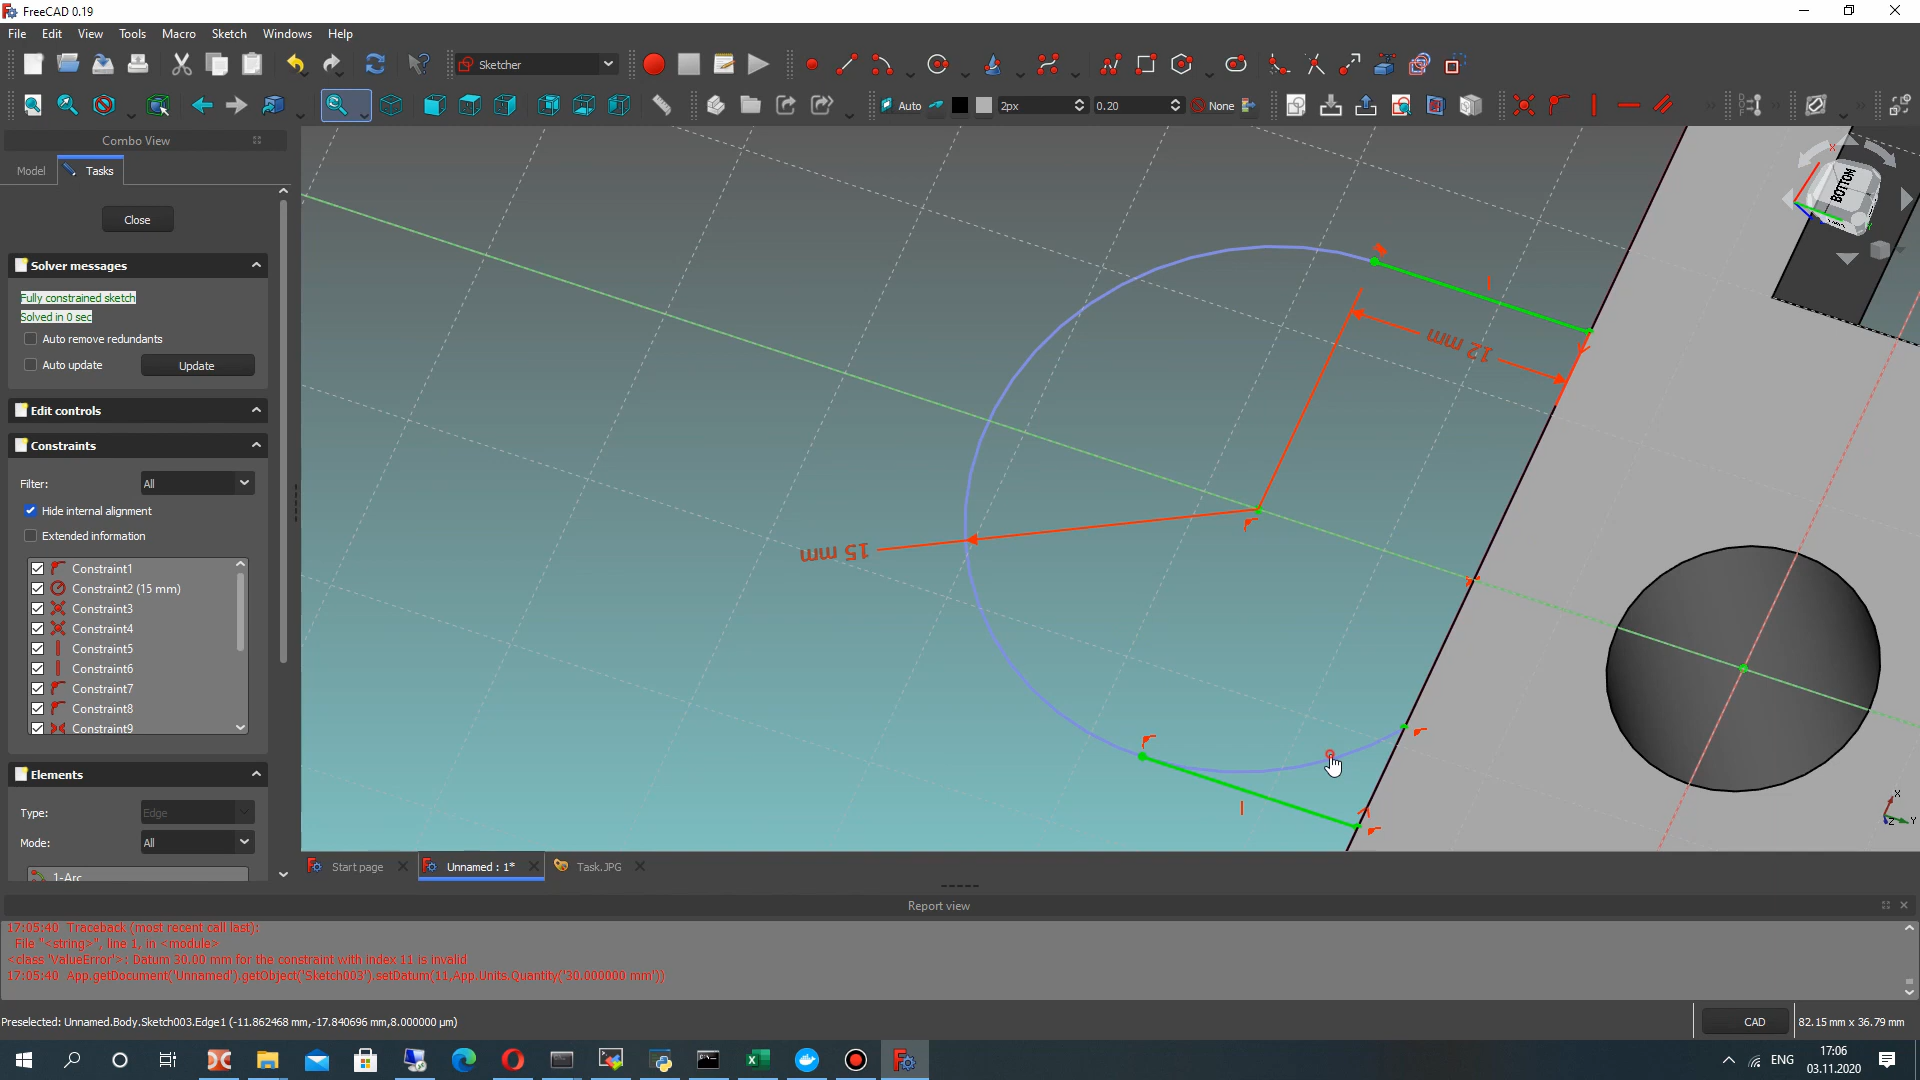 FreeCAD 0.19
File Edit View Tools Macro Sketch Windows Help
Sketcher
Auto 2px 0.20 None
Combo View
Model Tasks
Close
Solver messages
Fully constrained sketch
Solved in 0 sec
Auto remove redundants
Auto update Update
Edit controls
Constraints
Filter: All
Hide internal alignment
Extended information
Constraint1
Constraint2 (15 mm)
Constraint3
Constraint4
Constraint5
Constraint6
Constraint7
Constraint8
Constraint9
Elements
Type: Edge
Mode: All
1-Arc
12 mm
15 mm
BOTTOM
X
Y
X
Y
Z
Start page Unnamed : 1* Task.JPG
Report view
17:05:40 Traceback (most recent call last):
File "<string>", line 1, in <module>
<class 'ValueError'>: Datum 30.00 mm for the constraint with index 11 is invalid
17:05:40 App.getDocument('Unnamed').getObject('Sketch003').setDatum(11,App.Units.Quantity('30.000000 mm'))
Preselected: Unnamed.Body.Sketch003.Edge1 (-11.862468 mm,-17.840696 mm,8.000000 µm)
CAD 82.15 mm x 36.79 mm
ENG 17:06
03.11.2020